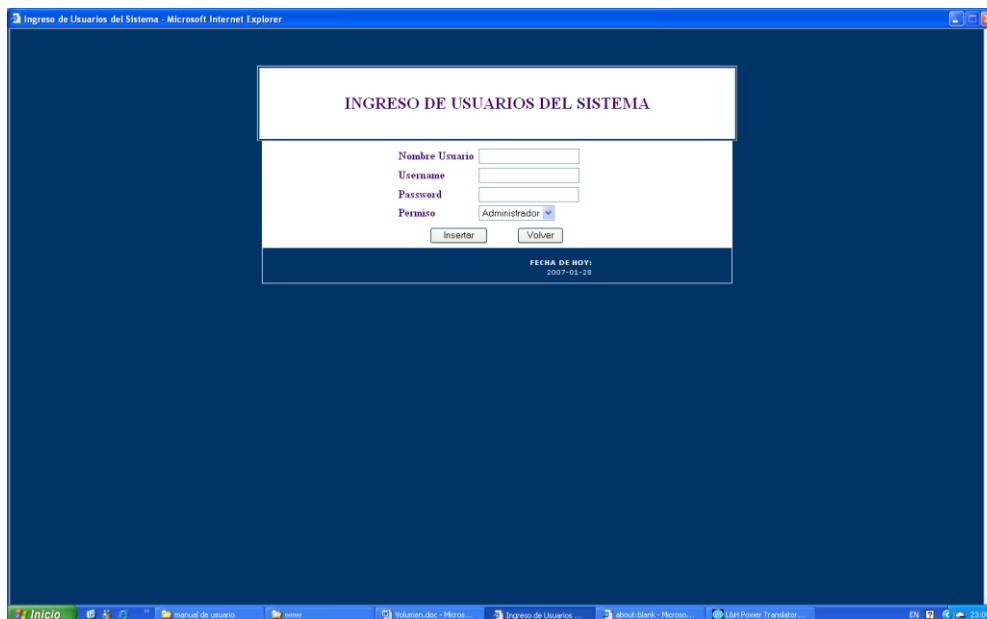 Ingreso de Usuarios del Sistema - Microsoft Internet Explorer
INGRESO DE USUARIOS DEL SISTEMA
Nombre Usuario
Username
Password
Permiso Administrador
Insertar Volver
FECHA DE HOY:
2007-01-28
Inicio manual de usuario www Volumen.doc - Micros... Ingreso de Usuarios ... about:blank - Microso... L&H Power Translator... EN